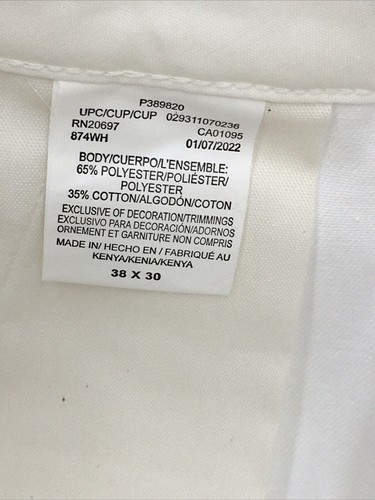 P389820
UPC/CUP/CUP 029311070236
RN20697 CA01095
874WH 01/07/2022
BODY/CUERPO/L'ENSEMBLE:
65% POLYESTER/POLIÉSTER/
POLYESTER
35% COTTON/ALGODÓN/COTON
EXCLUSIVE OF DECORATION/TRIMMINGS
EXCLUSIVO PARA DECORACIÓN/ADORNOS
ORNEMENT ET GARNITURE NON COMPRIS
MADE IN/ HECHO EN / FABRIQUÉ AU
KENYA/KENIA/KENYA
38 X 30